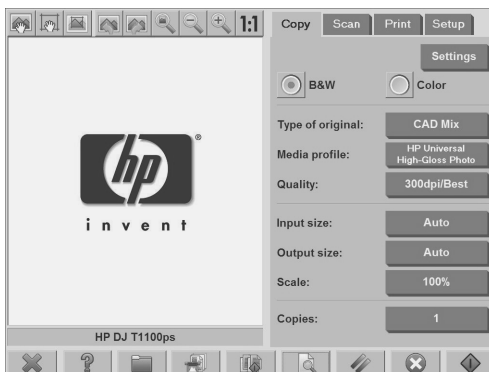 1:1
Copy Scan Print Setup
Settings
B&W Color
Type of original: CAD Mix
Media profile: HP Universal
High-Gloss Photo
Quality: 300dpi/Best
Input size: Auto
Output size: Auto
Scale: 100%
Copies: 1
hp
®
invent
HP DJ T1100ps